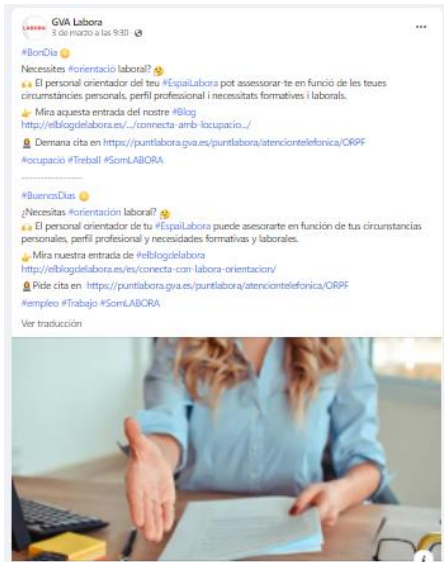 LABORA
GVA Labora
3 de marzo a las 9:30 ·
#BonDia
Necessites #orientació laboral?
El personal orientador del teu #EspaiLabora pot assessorar-te en funció de les teues
circumstàncies personals, perfil professional i necessitats formatives i laborals.
Mira aquesta entrada del nostre #Blog
http://elblogdelabora.es/.../connecta-amb-locupacio.../
Demana cita en https://puntlabora.gva.es/puntlabora/atenciontelefonica/ORPF
#ocupació #Treball #SomLABORA
----------------
#BuenosDías
¿Necesitas #orientación laboral?
El personal orientador de tu #EspaiLabora puede asesorarte en función de tus circunstancias
personales, perfil profesional y necesidades formativas y laborales.
Mira nuestra entrada de #elblogdelabora
http://elblogdelabora.es/es/conecta-con-labora-orientacion/
Pide cita en https://puntlabora.gva.es/puntlabora/atenciontelefonica/ORPF
#empleo #Trabajo #SomLABORA
Ver traducción